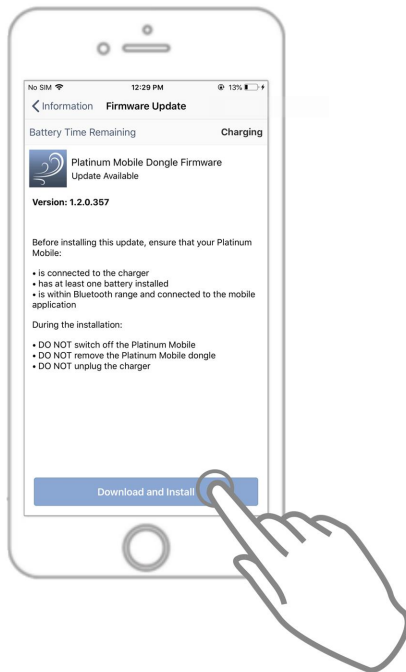 No SIM 12:29 PM 13%
Information Firmware Update
Battery Time Remaining Charging
Platinum Mobile Dongle Firmware
Update Available
Version: 1.2.0.357
Before installing this update, ensure that your Platinum
Mobile:
• is connected to the charger
• has at least one battery installed
• is within Bluetooth range and connected to the mobile
application
During the installation:
• DO NOT switch off the Platinum Mobile
• DO NOT remove the Platinum Mobile dongle
• DO NOT unplug the charger
Download and Install